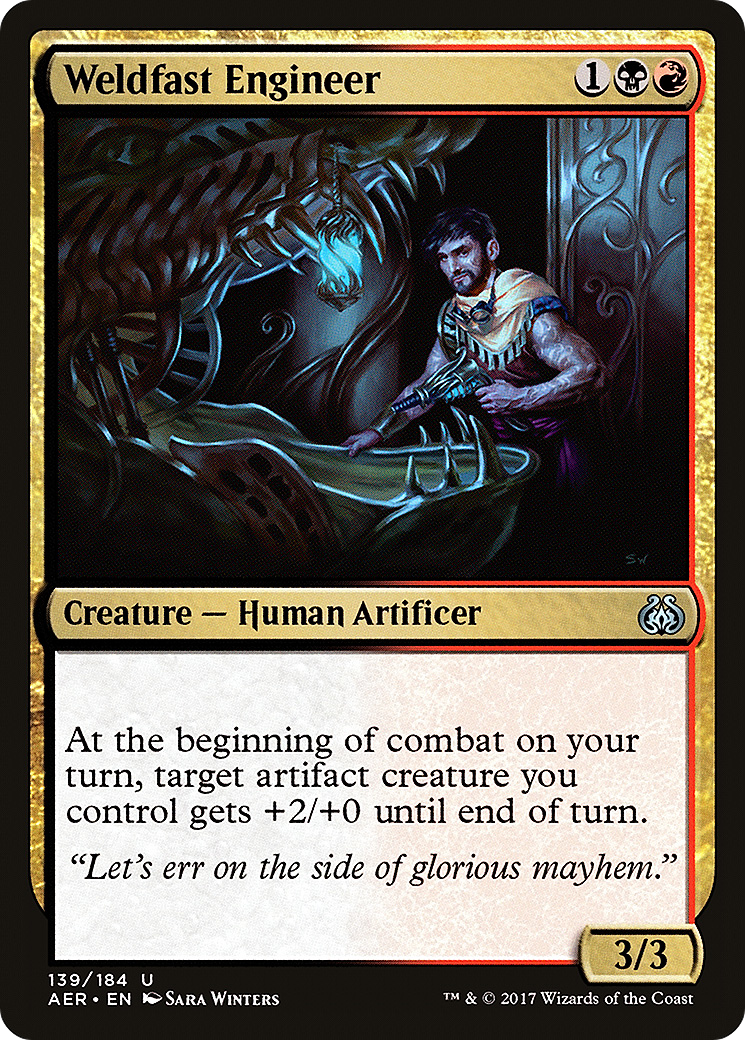 Weldfast Engineer 1
SW
Creature — Human Artificer
At the beginning of combat on your
turn, target artifact creature you
control gets +2/+0 until end of turn.
“Let’s err on the side of glorious mayhem.”
3/3
139/184 U
AER • EN Sara Winters ™ & © 2017 Wizards of the Coast